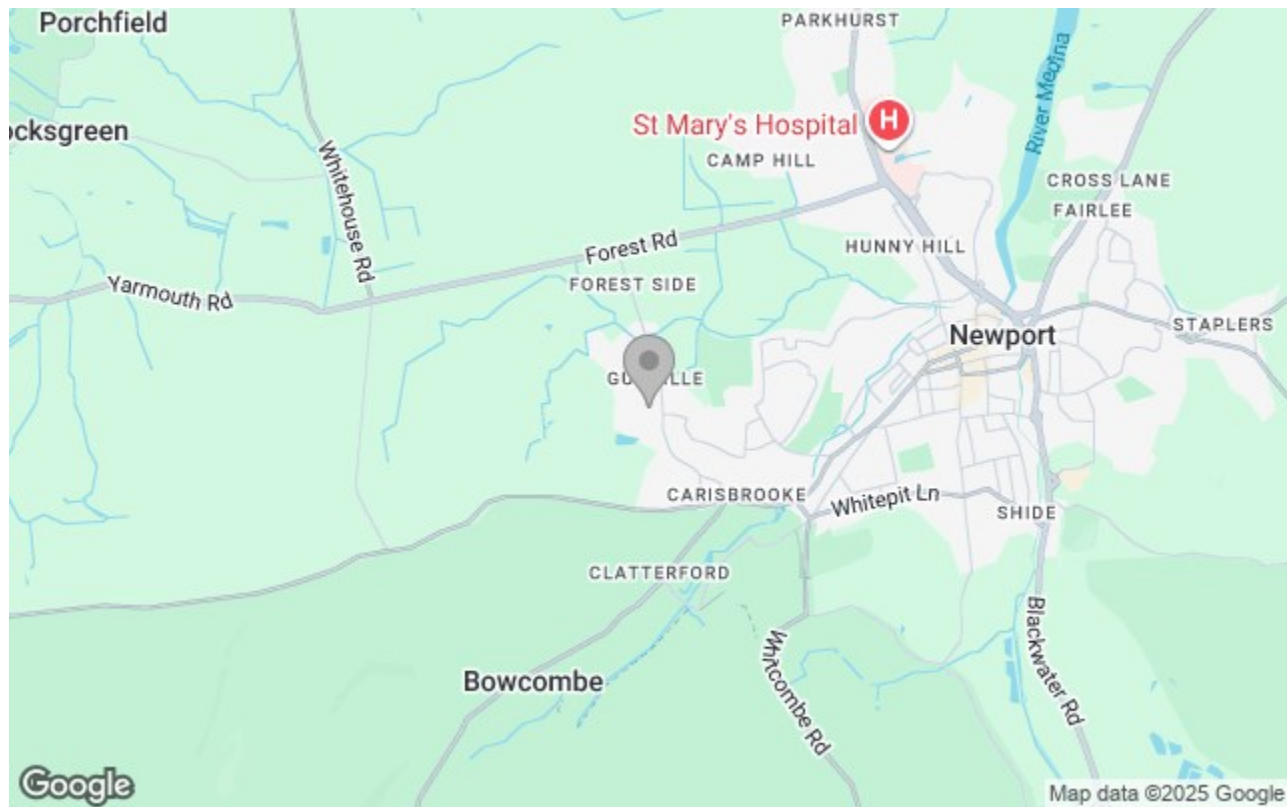 Porchfield
PARKHURST
River Medina
ocksgreen
St Mary's Hospital
H
CAMP HILL
Whitehouse Rd
CROSS LANE
FAIRLEE
Forest Rd
HUNNY HILL
Yarmouth Rd
FOREST SIDE
STAPLERS
Newport
CARISBROOKE
Whitepit Ln
SHIDE
CLATTERFORD
Blackwater Rd
Whitcombe Rd
Bowcombe
Google
Map data ©2025 Google